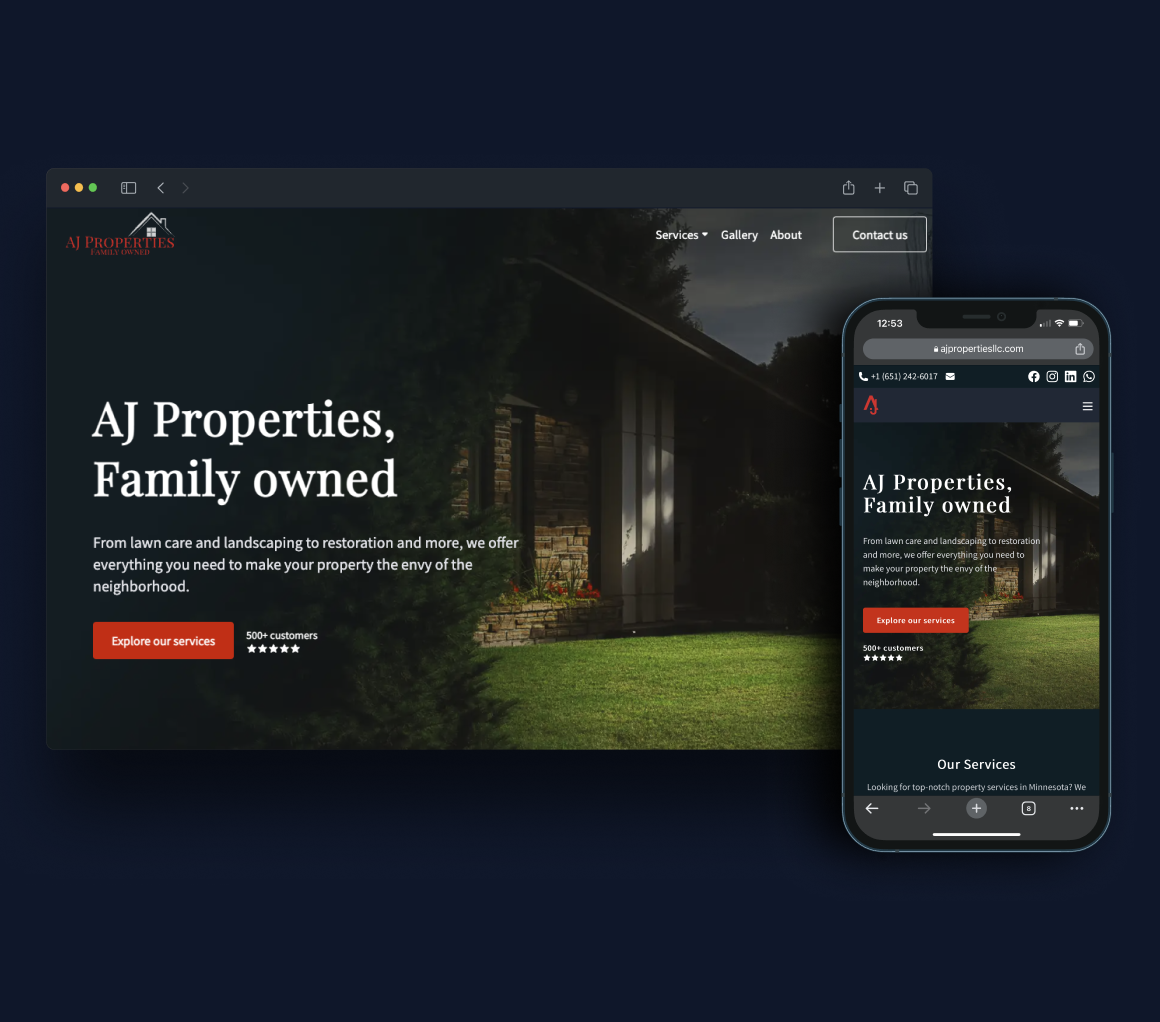 AJ PROPERTIES
FAMILY OWNED
Services
Gallery
About
Contact us
AJ Properties,
Family owned
From lawn care and landscaping to restoration and more, we offer
everything you need to make your property the envy of the
neighborhood.
Explore our services
500+ customers
12:53
ajpropertiesllc.com
+1 (651) 242-6017
AJ
AJ Properties,
Family owned
From lawn care and landscaping to restoration
and more, we offer everything you need to
make your property the envy of the
neighborhood.
Explore our services
500+ customers
Our Services
Looking for top-notch property services in Minnesota? We
8